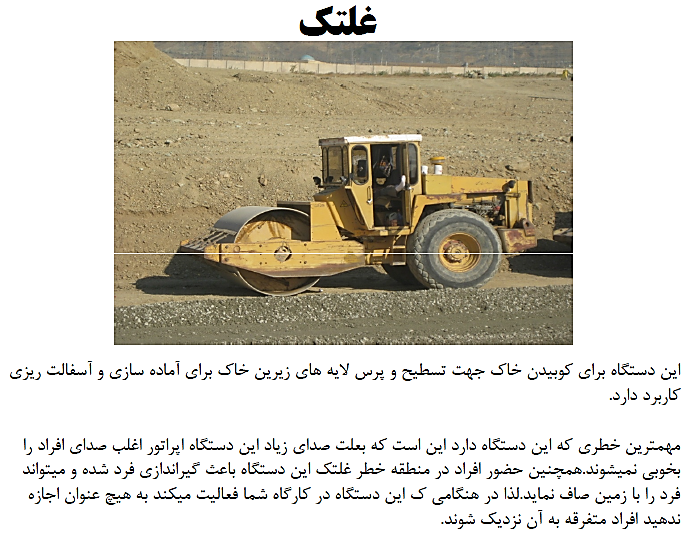 غلتک
این دستگاه برای کوبیدن خاک جهت تسطیح و پرس لایه های زیرین خاک برای آماده سازی و آسفالت ریزی
کاربرد دارد.
مهمترین خطری که این دستگاه دارد این است که بعلت صدای زیاد این دستگاه اپراتور اغلب صدای افراد را
بخوبی نمیشوند.همچنین حضور افراد در منطقه خطر غلتک این دستگاه باعث گیراندازی فرد شده و میتواند
فرد را با زمین صاف نماید.لذا در هنگامی ک این دستگاه در کارگاه شما فعالیت میکند به هیچ عنوان اجازه
ندهید افراد متفرقه به آن نزدیک شوند.